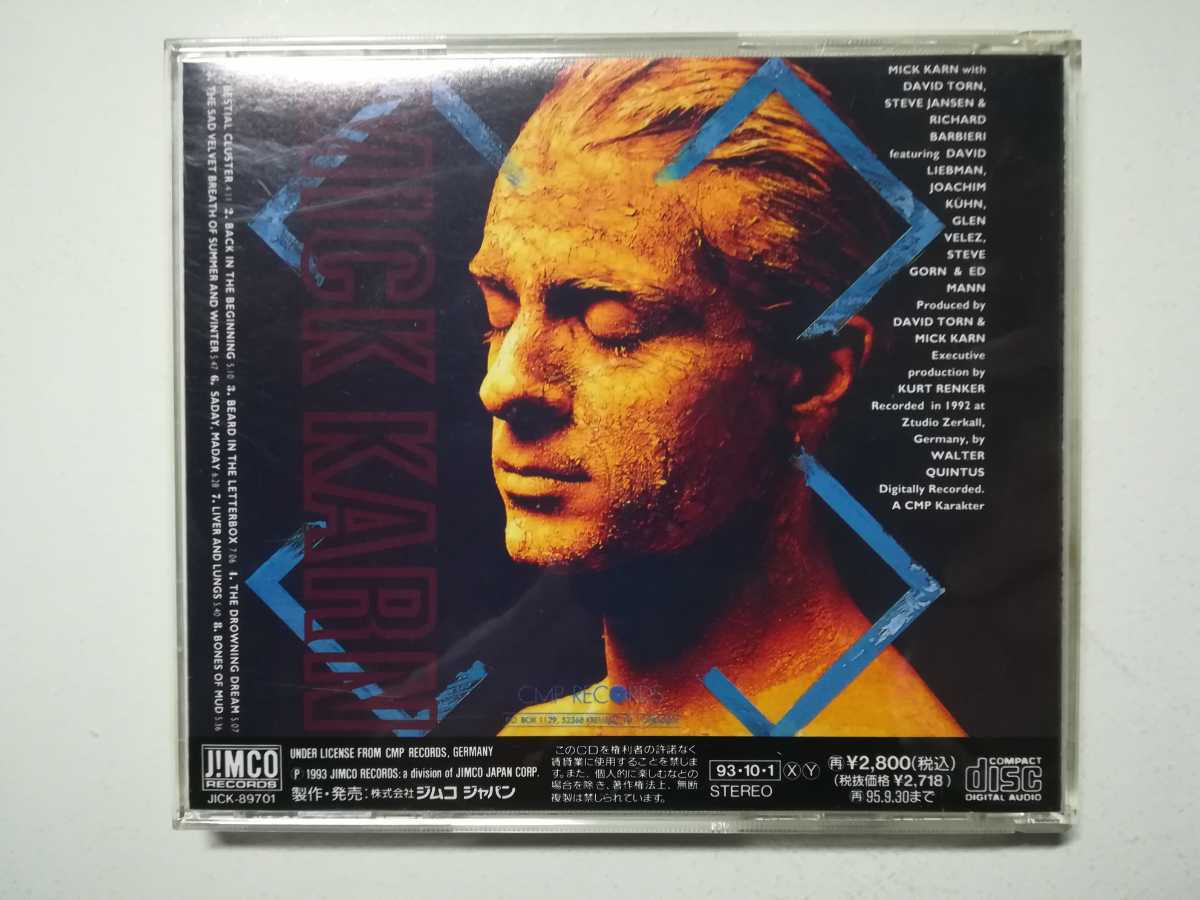 MICK KARN with
DAVID TORN,
STEVE JANSEN &
RICHARD
BARBIERI
featuring DAVID
LIEBMAN,
JOACHIM
KÜHN,
GLEN
VELEZ,
STEVE
GORN & ED
MANN
Produced by
DAVID TORN &
MICK KARN
Executive
production by
KURT RENKER
Recorded in 1992 at
Ztudio Zerkall,
Germany, by
WALTER
QUINTUS
Digitally Recorded.
A CMP Karakter
MICK KARN
BESTIAL CLUSTER 4:11 2. BACK IN THE BEGINNING 5:10 3. BEARD IN THE LETTERBOX 7:06 4. THE DROWNING DREAM 5:07
THE SAD VELVET BREATH OF SUMMER AND WINTER 5:47 6. SADAY, MADAY 6:28 7. LIVER AND LUNGS 5:40 8. BONES OF MUD 5:36
CMP RECORDS
BOX 1129, 52368
J!MCO
RECORDS
JICK-89701
UNDER LICENSE FROM CMP RECORDS, GERMANY
Ⓟ 1993 JIMCO RECORDS: a division of JIMCO JAPAN CORP.
製作・発売：株式会社 ジムコ ジャパン
このCDを権利者の許諾なく
賃貸業に使用することを禁じま
す。また、個人的に楽しむなどの
場合を除き、著作権法上、無断
複製は禁じられています。
93・10・1 X Y
STEREO
再 ¥2,800(税込)
(税抜価格 ¥2,718)
再 95.9.30まで
COMPACT
disc
DIGITAL AUDIO